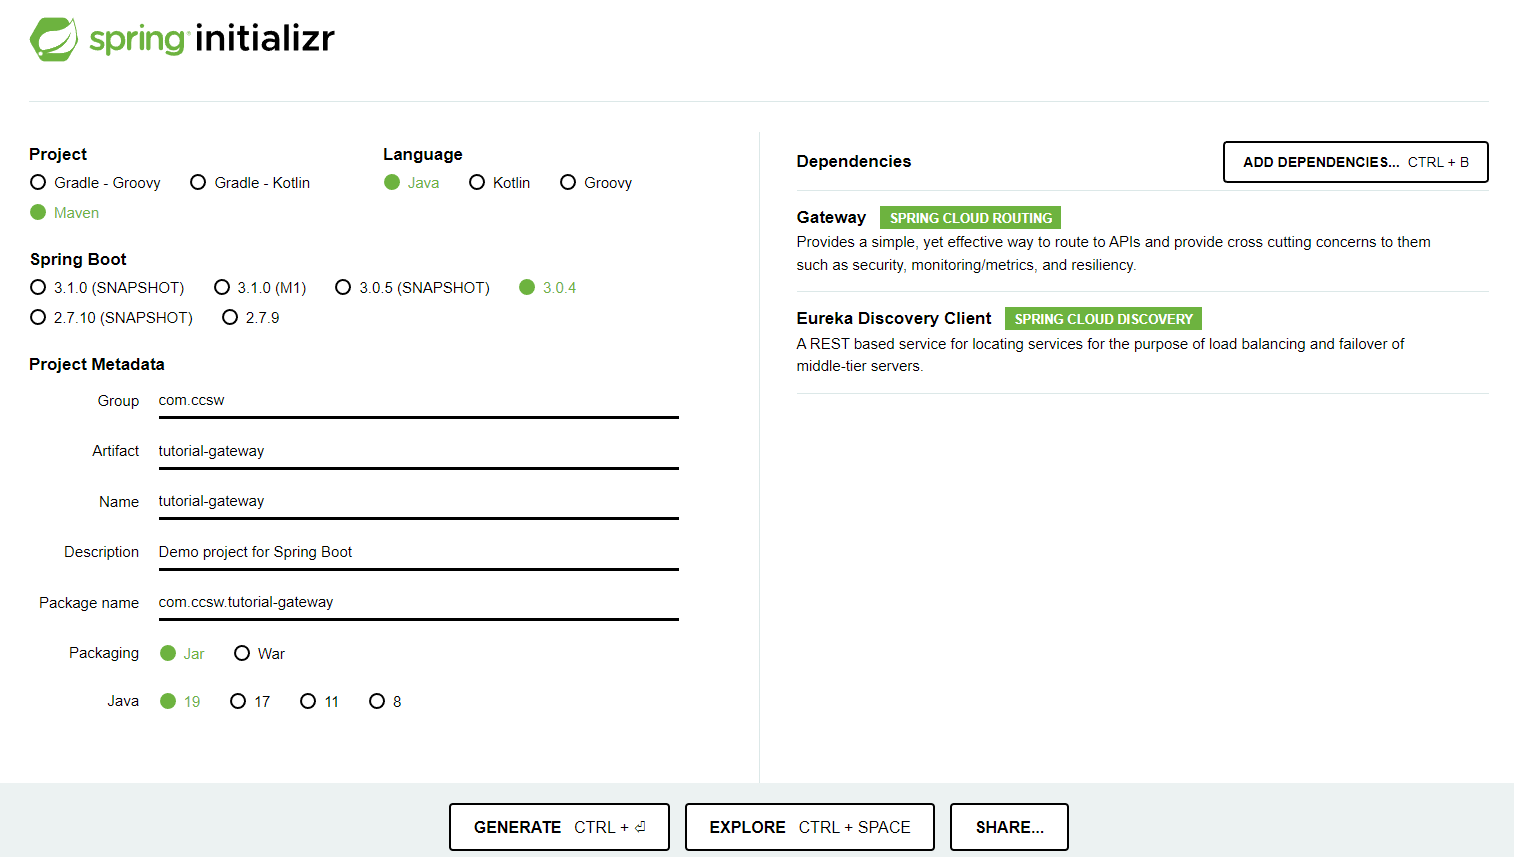 spring initializr
Project
Gradle - Groovy Gradle - Kotlin
Maven
Language
Java Kotlin Groovy
Spring Boot
3.1.0 (SNAPSHOT) 3.1.0 (M1) 3.0.5 (SNAPSHOT) 3.0.4
2.7.10 (SNAPSHOT) 2.7.9
Project Metadata
Group com.ccsw
Artifact tutorial-gateway
Name tutorial-gateway
Description Demo project for Spring Boot
Package name com.ccsw.tutorial-gateway
Packaging Jar War
Java 19 17 11 8
Dependencies
ADD DEPENDENCIES... CTRL + B
Gateway SPRING CLOUD ROUTING
Provides a simple, yet effective way to route to APIs and provide cross cutting concerns to them
such as security, monitoring/metrics, and resiliency.
Eureka Discovery Client SPRING CLOUD DISCOVERY
A REST based service for locating services for the purpose of load balancing and failover of
middle-tier servers.
GENERATE CTRL + ⏎
EXPLORE CTRL + SPACE
SHARE...